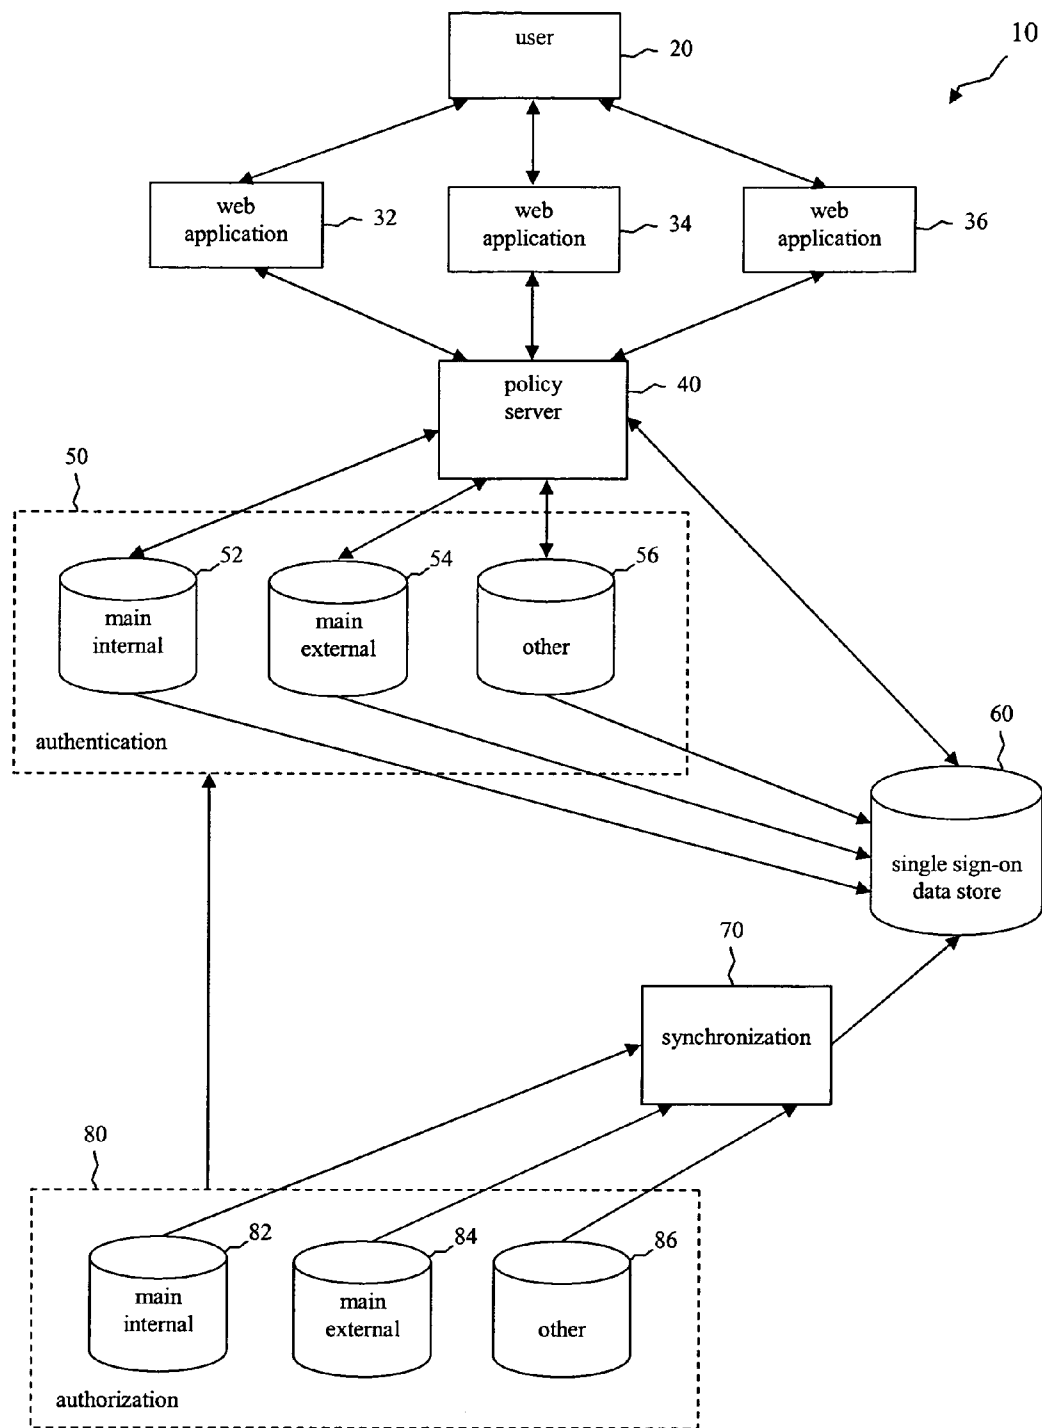 user
20
10
web
application
32
web
application
34
web
application
36
policy
server
40
50
main
internal
52
main
external
54
other
56
authentication
60
single sign-on
data store
70
synchronization
80
main
internal
82
main
external
84
other
86
authorization